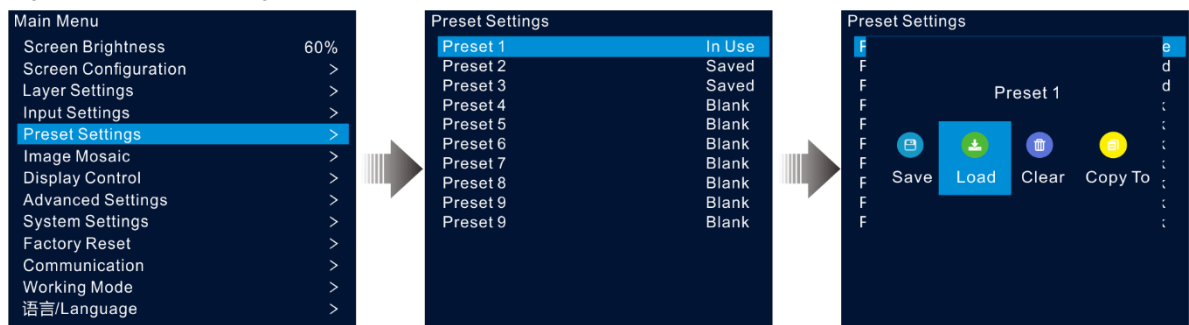 Main Menu
Screen Brightness 60%
Screen Configuration >
Layer Settings >
Input Settings >
Preset Settings >
Image Mosaic >
Display Control >
Advanced Settings >
System Settings >
Factory Reset >
Communication >
Working Mode >
语言/Language >
Preset Settings
Preset 1 In Use
Preset 2 Saved
Preset 3 Saved
Preset 4 Blank
Preset 5 Blank
Preset 6 Blank
Preset 7 Blank
Preset 8 Blank
Preset 9 Blank
Preset 9 Blank
Preset Settings
Preset 1
Save Load Clear Copy To